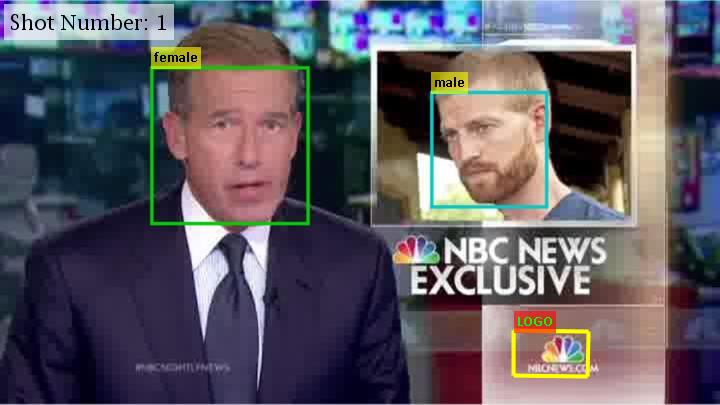 Shot Number: 1
female
male
NBC NEWS
EXCLUSIVE
LOGO
NBCNEWS.COM
#NBCNIGHTLYNEWS